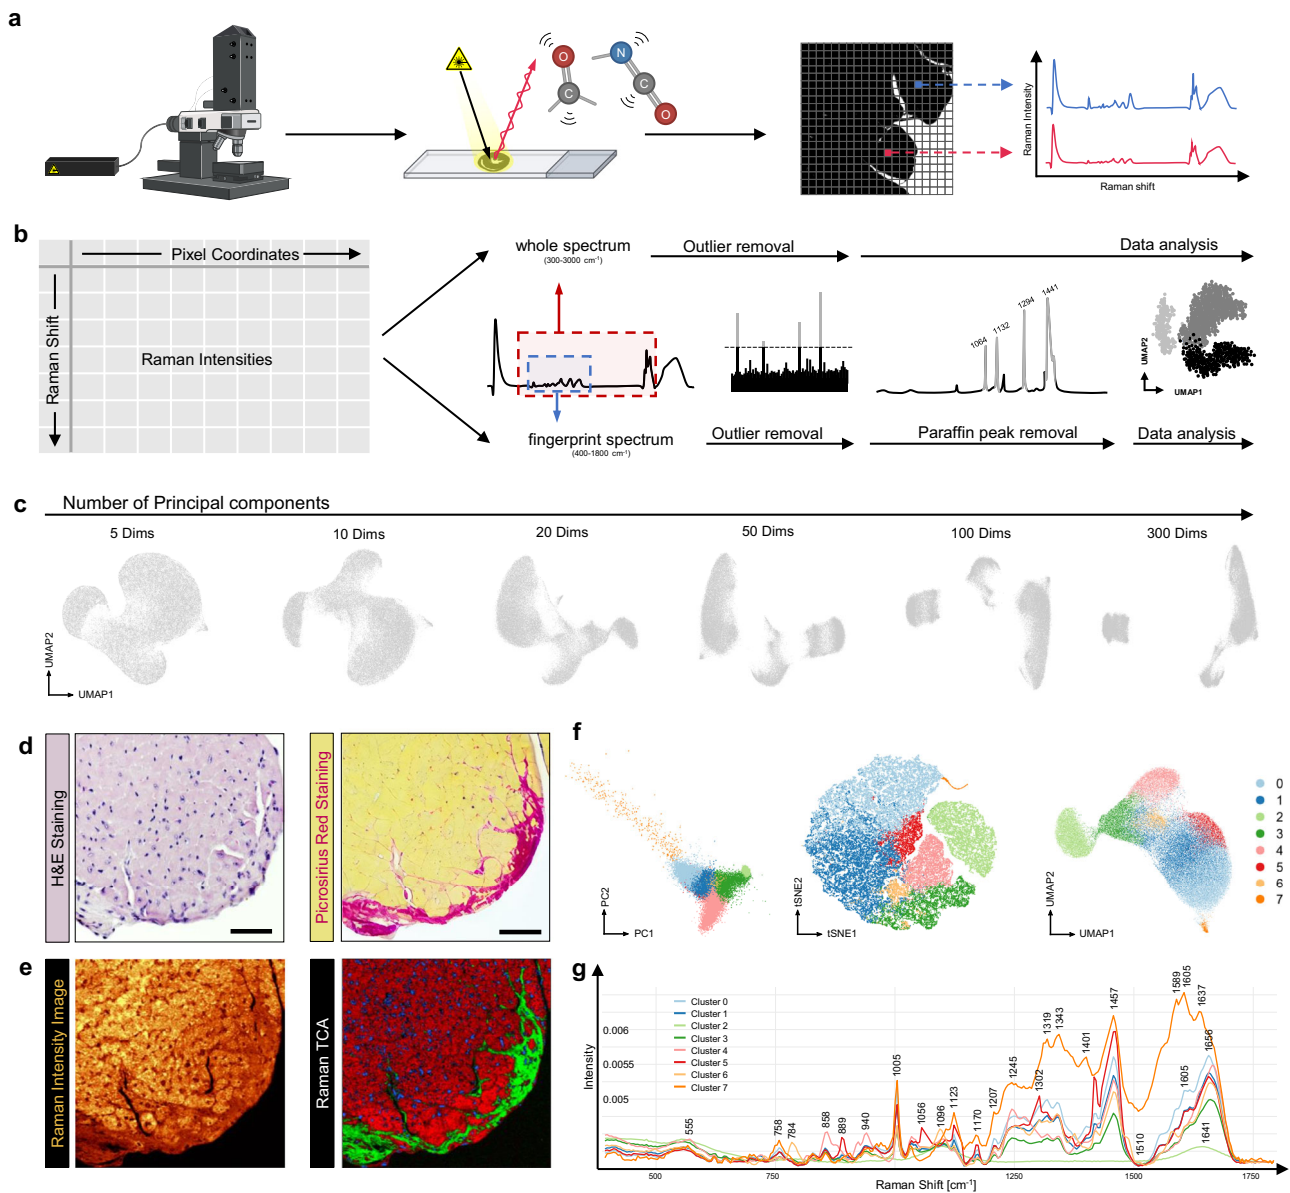 a
O
C
N
C
O
Raman Intensity
Raman shift
b
Pixel Coordinates
Raman Shift
Raman Intensities
whole spectrum
(300-3000 cm⁻¹)
Outlier removal
Data analysis
1064
1132
1294
1441
UMAP2
UMAP1
fingerprint spectrum
(400-1800 cm⁻¹)
Outlier removal
Paraffin peak removal
Data analysis
c
Number of Principal components
5 Dims
10 Dims
20 Dims
50 Dims
100 Dims
300 Dims
UMAP2
UMAP1
d
H&E Staining
Picrosirius Red Staining
e
Raman Intensity Image
Raman TCA
f
PC2
PC1
tSNE2
tSNE1
UMAP2
UMAP1
0
1
2
3
4
5
6
7
g
Intensity
0.006
0.0055
0.005
Cluster 0
Cluster 1
Cluster 2
Cluster 3
Cluster 4
Cluster 5
Cluster 6
Cluster 7
555
758
784
858
889
940
1005
1056
1096
1123
1170
1207
1245
1302
1319
1343
1401
1457
1510
1589
1605
1637
1656
1605
1641
500
750
1250
1500
1750
Raman Shift [cm⁻¹]